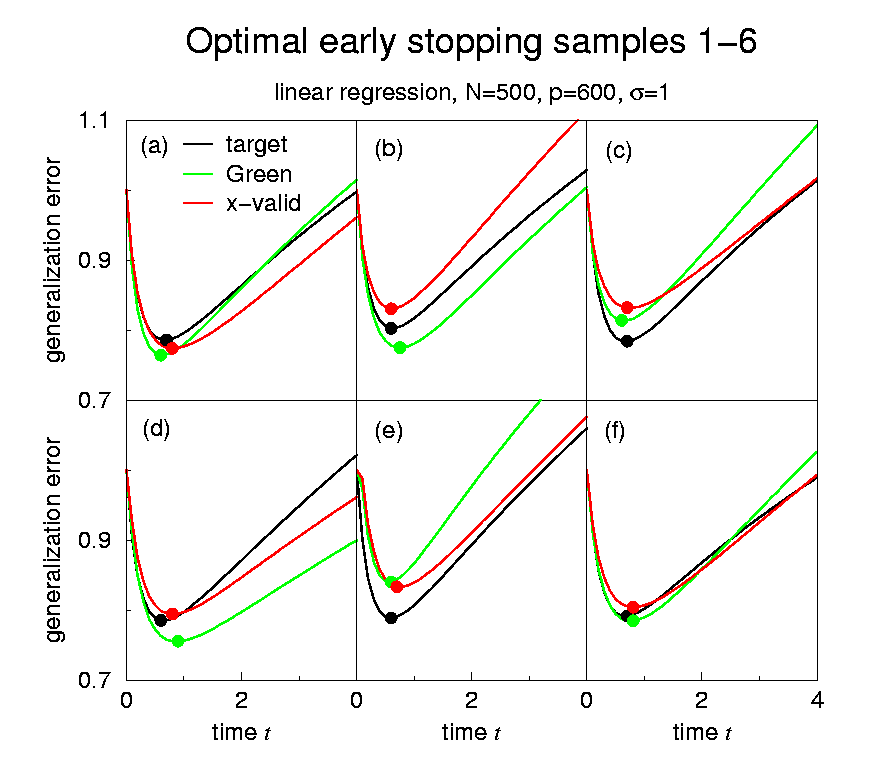 Optimal early stopping samples 1−6
linear regression, N=500, p=600, σ=1
1.1
(a)
target
Green
x−valid
(b)
(c)
generalization error
0.9
0.7
(d)
(e)
(f)
generalization error
0.9
0.7
0
2
0
2
0
2
4
time t
time t
time t